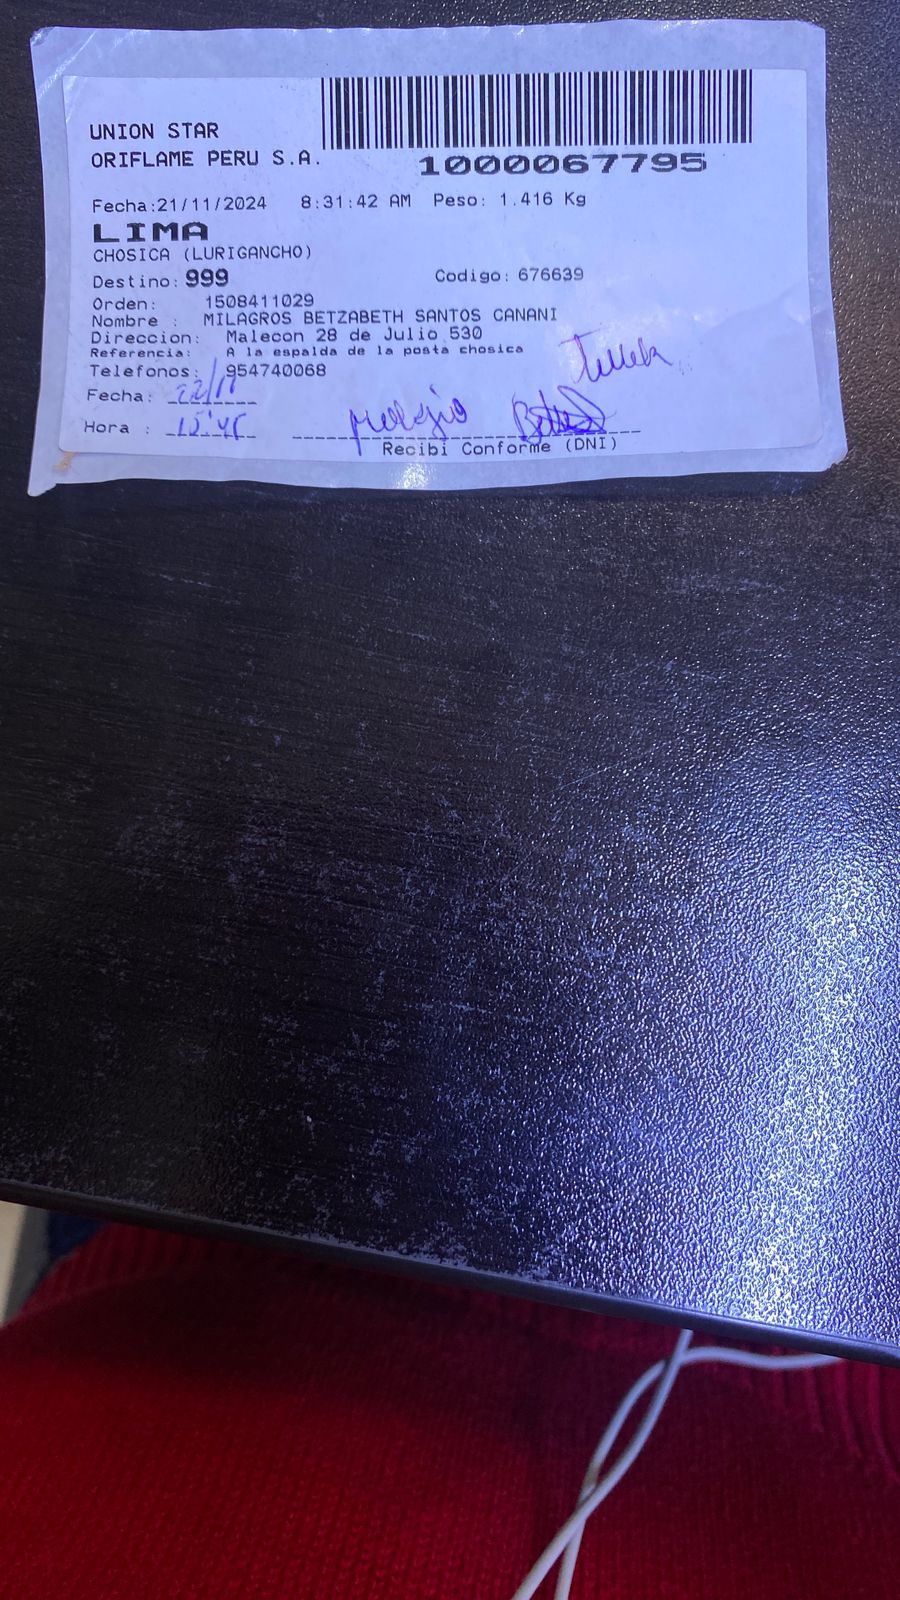 UNION STAR
ORIFLAME PERU S.A.
1000067795
Fecha:21/11/2024 8:31:42 AM Peso: 1.416 Kg
LIMA
CHOSICA (LURIGANCHO)
Destino: 999 Codigo: 676639
Orden: 1508411029
Nombre : MILAGROS BETZABETH SANTOS CANANI
Direccion: Malecon 28 de Julio 530
Referencia: A la espalda de la posta chosica
Telefonos: 954740068
Fecha: 22/11
Hora : 15:45
Recibi Conforme (DNI)